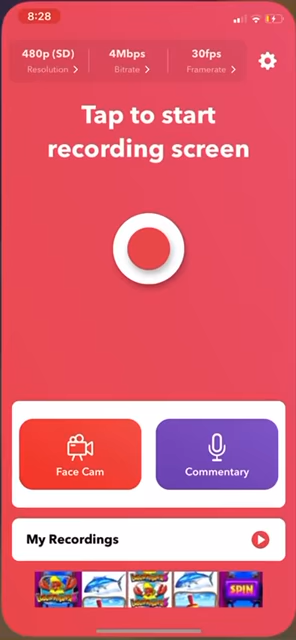 8:28
480p (SD)
4Mbps
30fps
Resolution
Bitrate
Framerate
Tap to start
recording screen
Face Cam
Commentary
My Recordings
SPIN